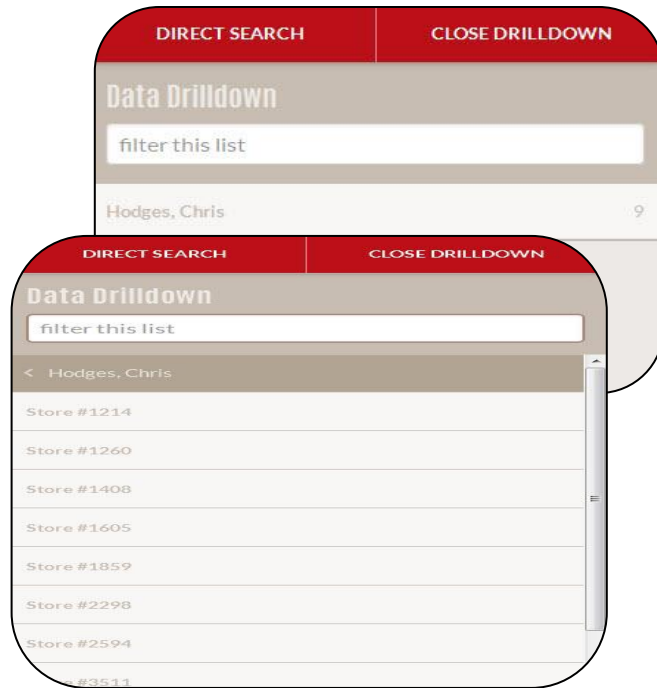 DIRECT SEARCH CLOSE DRILLDOWN
Data Drilldown
filter this list
Hodges, Chris 9
DIRECT SEARCH CLOSE DRILLDOWN
Data Drilldown
filter this list
< Hodges, Chris
Store #1214
Store #1260
Store #1408
Store #1605
Store #1859
Store #2298
Store #2594
#3511